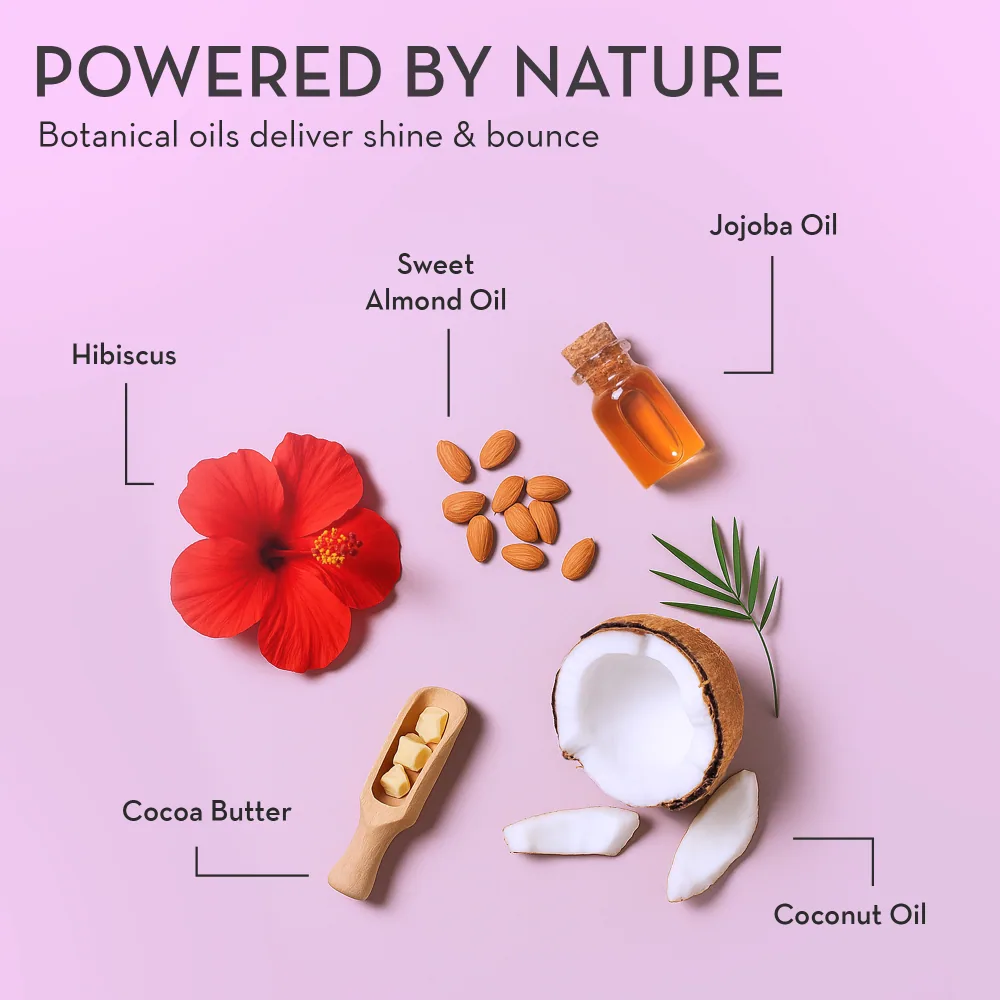 POWERED BY NATURE
Botanical oils deliver shine & bounce
Jojoba Oil
Sweet
Almond Oil
Hibiscus
Cocoa Butter
Coconut Oil